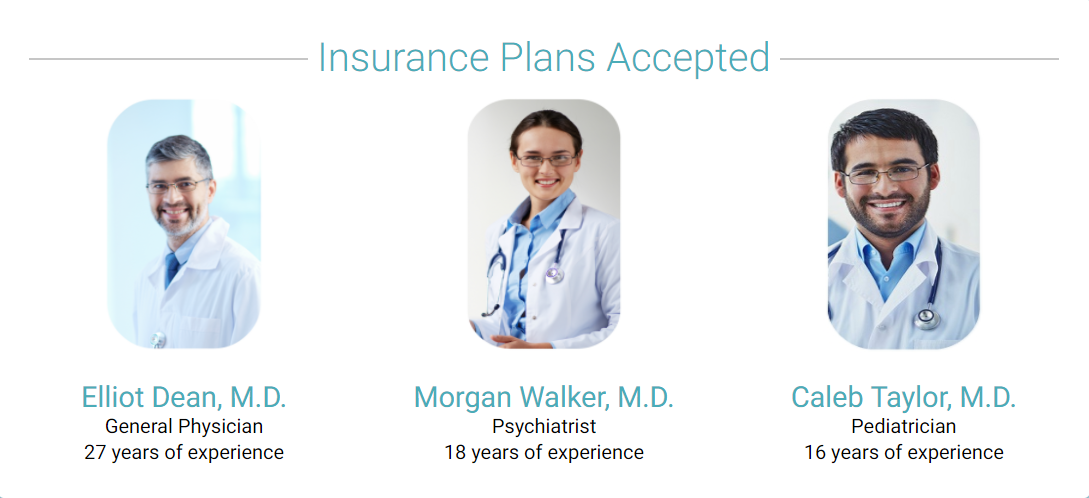 Insurance Plans Accepted
Elliot Dean, M.D.
General Physician
27 years of experience
Morgan Walker, M.D.
Psychiatrist
18 years of experience
Caleb Taylor, M.D.
Pediatrician
16 years of experience